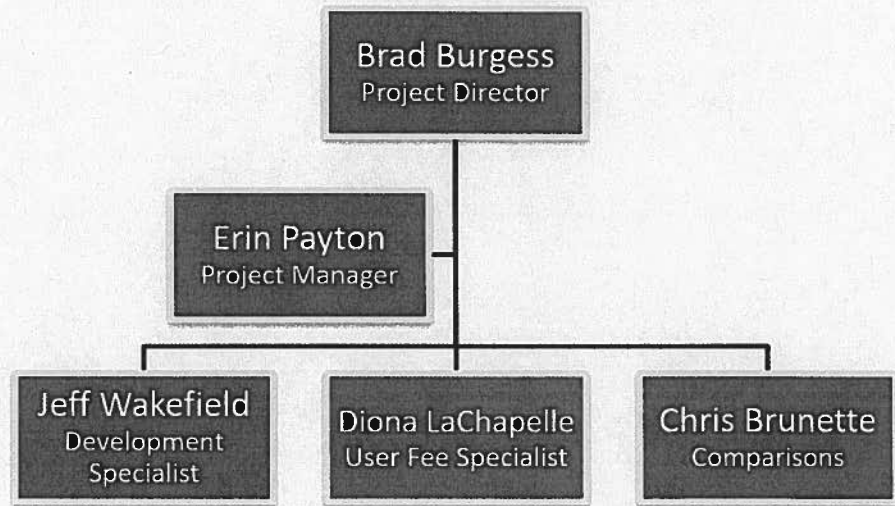 Brad Burgess
Project Director
Erin Payton
Project Manager
Jeff Wakefield
Development
Specialist
Diona LaChapelle
User Fee Specialist
Chris Brunette
Comparisons